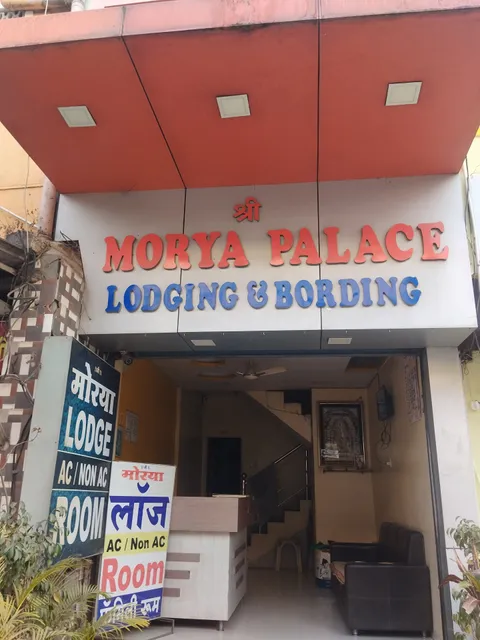 श्री
MORYA PALACE
LODGING & BORDING
मोरया
LODGE
AC / NON AC
ROOM
मोरया
लॉज
AC / Non AC
Room
फॅमिली रूम